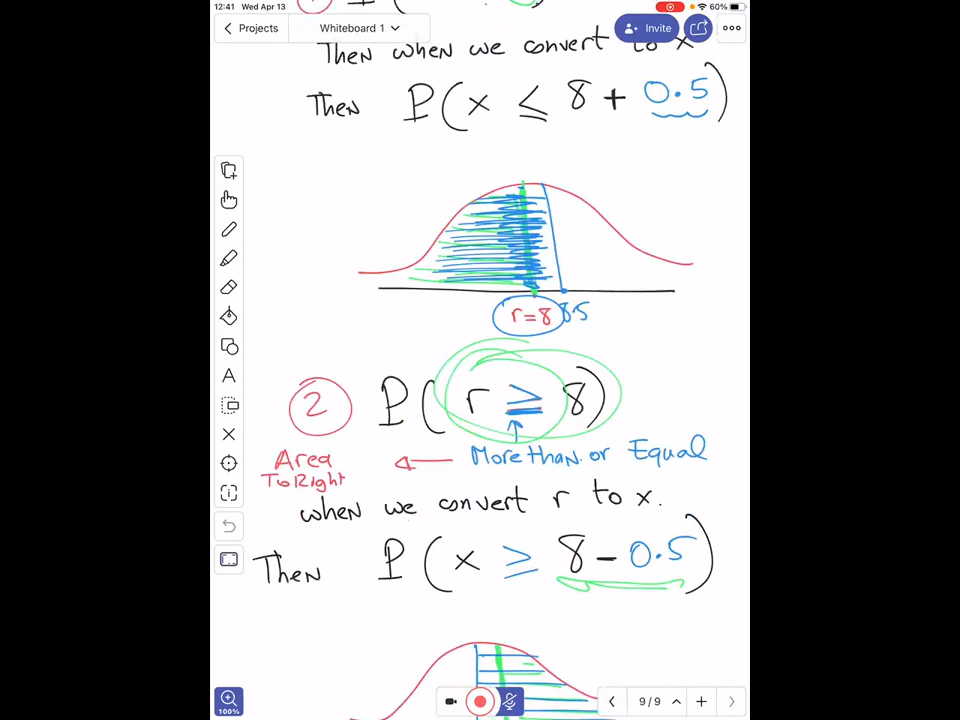 12:41 Wed Apr 13
60%
Projects
Whiteboard 1
Invite
Then when we convert to x
Then P(x ≤ 8 + 0.5)
r=8 8.5
2 P(r ≥ 8)
Area To Right
More than or Equal
when we convert r to x.
Then P(x ≥ 8 - 0.5)
A
100%
9/9